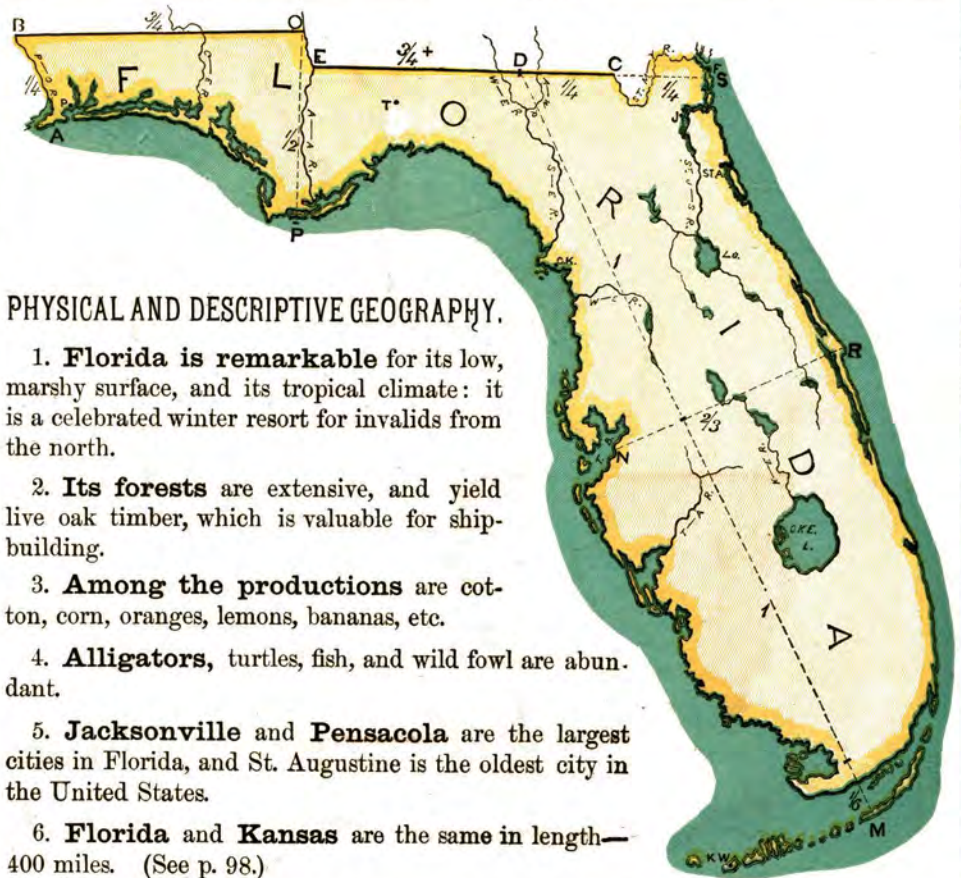 B 3/4 O
E 3/4+ D C R. S
1/4 F L 1/2 T O 1/4 1/4 J
P A P
STA
R 1
C.K.
W—E R. La.
I
R
2/3
N
D
OKE.
L.
1
A
1/6
M
K W
PHYSICAL AND DESCRIPTIVE GEOGRAPHY.
1. Florida is remarkable for its low,
marshy surface, and its tropical climate: it
is a celebrated winter resort for invalids from
the north.
2. Its forests are extensive, and yield
live oak timber, which is valuable for ship-
building.
3. Among the productions are cot-
ton, corn, oranges, lemons, bananas, etc.
4. Alligators, turtles, fish, and wild fowl are abun-
dant.
5. Jacksonville and Pensacola are the largest
cities in Florida, and St. Augustine is the oldest city in
the United States.
6. Florida and Kansas are the same in length—
400 miles. (See p. 98.)